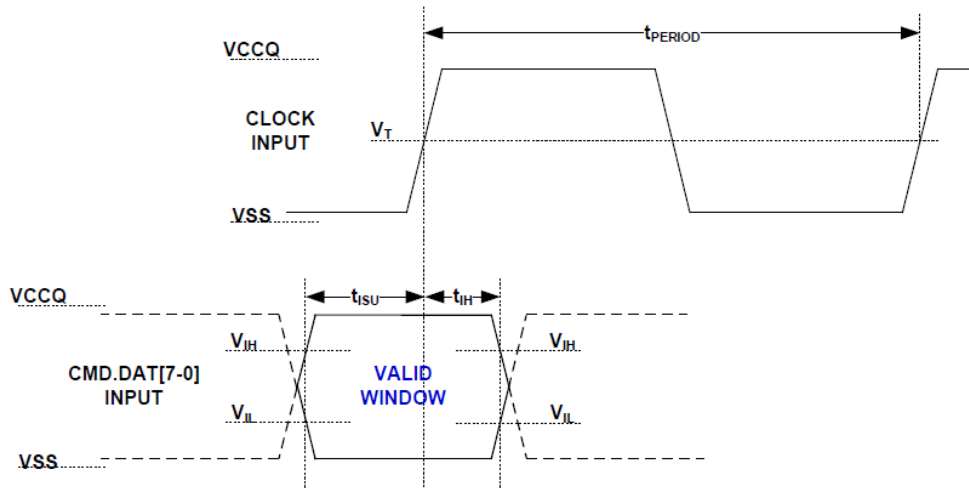 tPERIOD
VCCQ
CLOCK
INPUT
VT
VSS
VCCQ
tISU
tIH
VIH
VIH
CMD.DAT[7-0]
INPUT
VALID
WINDOW
VIL
VIL
VSS